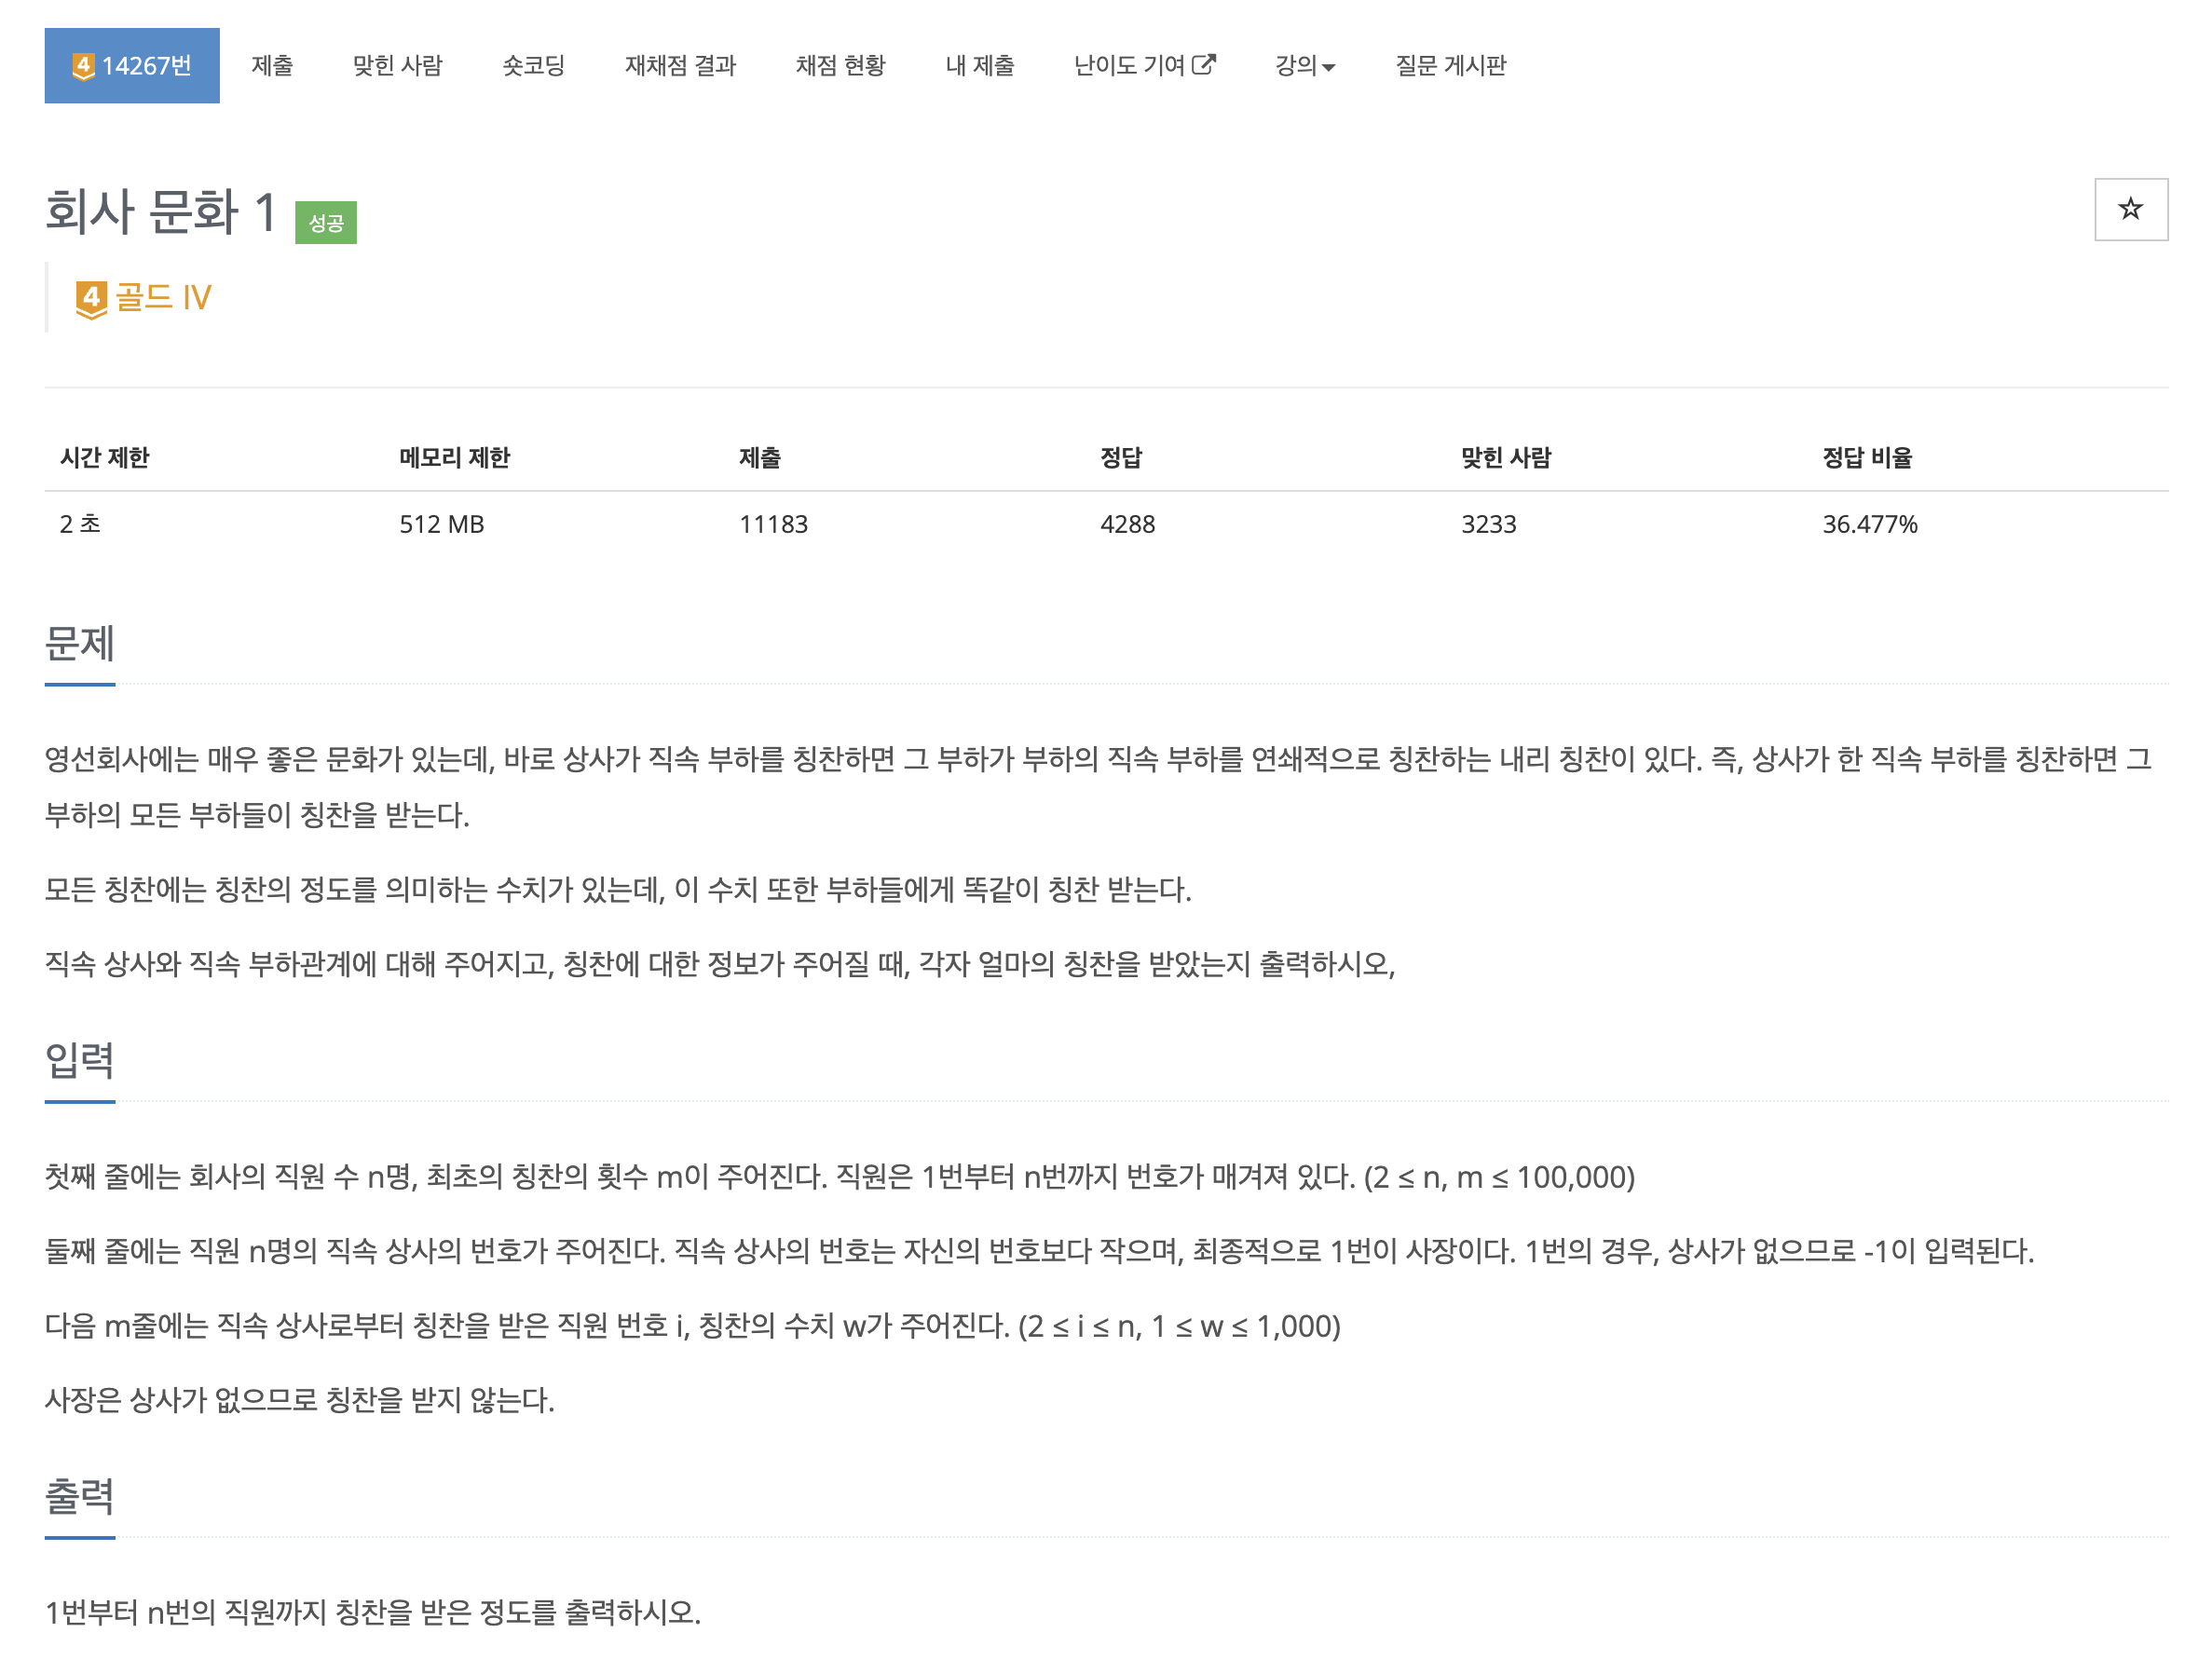 4 14267번 제출 맞힌 사람 숏코딩 재채점 결과 채점 현황 내 제출 난이도 기여 강의 질문 게시판
회사 문화 1 성공
4 골드 IV
시간 제한 메모리 제한 제출 정답 맞힌 사람 정답 비율
2 초 512 MB 11183 4288 3233 36.477%
문제
영선회사에는 매우 좋은 문화가 있는데, 바로 상사가 직속 부하를 칭찬하면 그 부하가 부하의 직속 부하를 연쇄적으로 칭찬하는 내리 칭찬이 있다. 즉, 상사가 한 직속 부하를 칭찬하면 그
부하의 모든 부하들이 칭찬을 받는다.
모든 칭찬에는 칭찬의 정도를 의미하는 수치가 있는데, 이 수치 또한 부하들에게 똑같이 칭찬 받는다.
직속 상사와 직속 부하관계에 대해 주어지고, 칭찬에 대한 정보가 주어질 때, 각자 얼마의 칭찬을 받았는지 출력하시오,
입력
첫째 줄에는 회사의 직원 수 n명, 최초의 칭찬의 횟수 m이 주어진다. 직원은 1번부터 n번까지 번호가 매겨져 있다. (2 ≤ n, m ≤ 100,000)
둘째 줄에는 직원 n명의 직속 상사의 번호가 주어진다. 직속 상사의 번호는 자신의 번호보다 작으며, 최종적으로 1번이 사장이다. 1번의 경우, 상사가 없으므로 -1이 입력된다.
다음 m줄에는 직속 상사로부터 칭찬을 받은 직원 번호 i, 칭찬의 수치 w가 주어진다. (2 ≤ i ≤ n, 1 ≤ w ≤ 1,000)
사장은 상사가 없으므로 칭찬을 받지 않는다.
출력
1번부터 n번의 직원까지 칭찬을 받은 정도를 출력하시오.